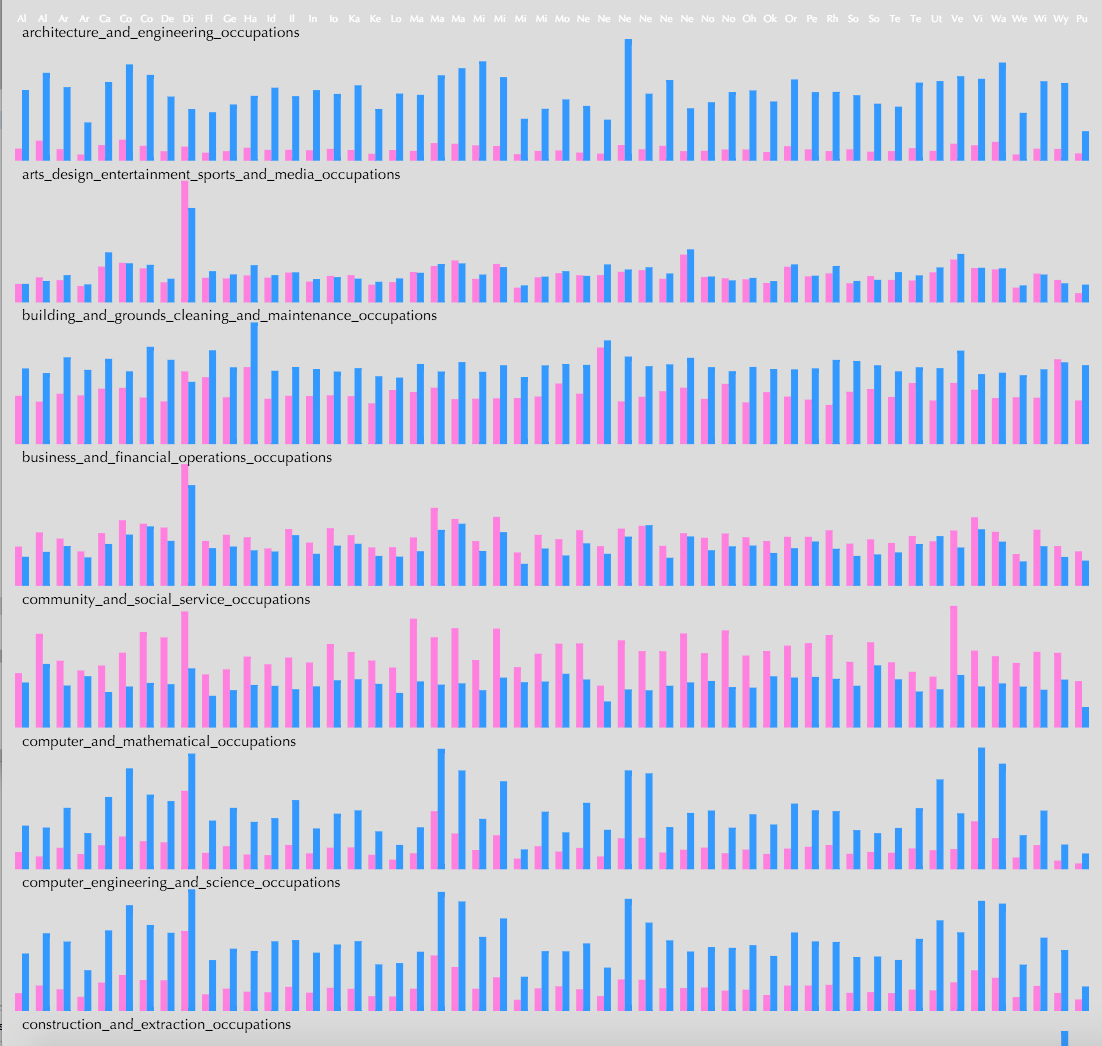 Al Al Ar Ar Ca Co Co De Di Fl Ge Ha Id Il In Io Ka Ke Lo Ma Ma Ma Mi Mi Mi Mi Mo Ne Ne Ne Ne Ne Ne No No Oh Ok Or Pe Rh So So Te Te Ut Ve Vi Wa We Wi Wy Pu
architecture_and_engineering_occupations
arts_design_entertainment_sports_and_media_occupations
building_and_grounds_cleaning_and_maintenance_occupations
business_and_financial_operations_occupations
community_and_social_service_occupations
computer_and_mathematical_occupations
computer_engineering_and_science_occupations
construction_and_extraction_occupations